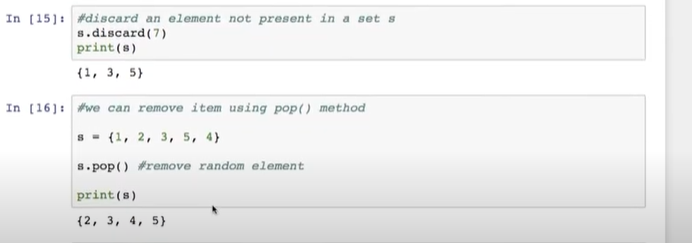 In [15]: #discard an element not present in a set s
s.discard(7)
print(s)
{1, 3, 5}
In [16]: #we can remove item using pop() method
s = {1, 2, 3, 5, 4}
s.pop() #remove random element
print(s)
{2, 3, 4, 5}